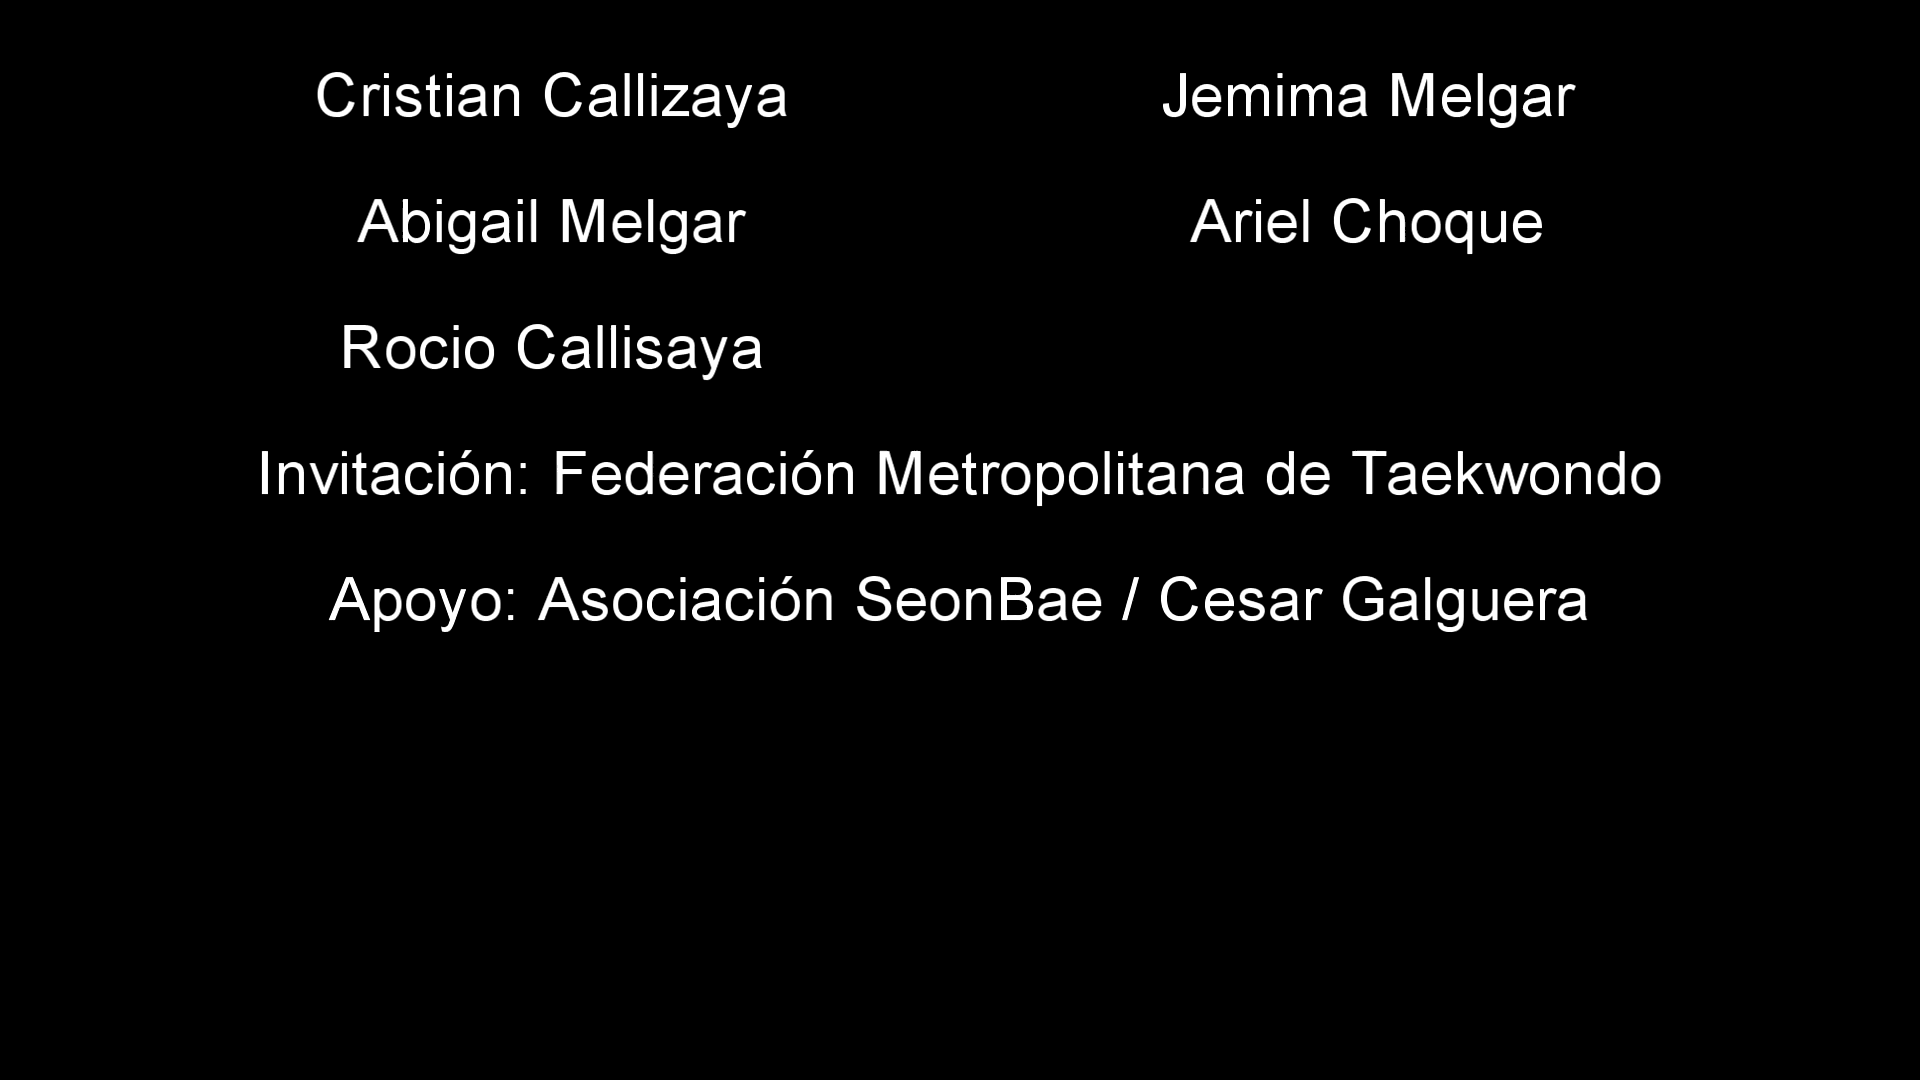 Cristian Callizaya Jemima Melgar
Abigail Melgar Ariel Choque
Rocio Callisaya
Invitación: Federación Metropolitana de Taekwondo
Apoyo: Asociación SeonBae / Cesar Galguera